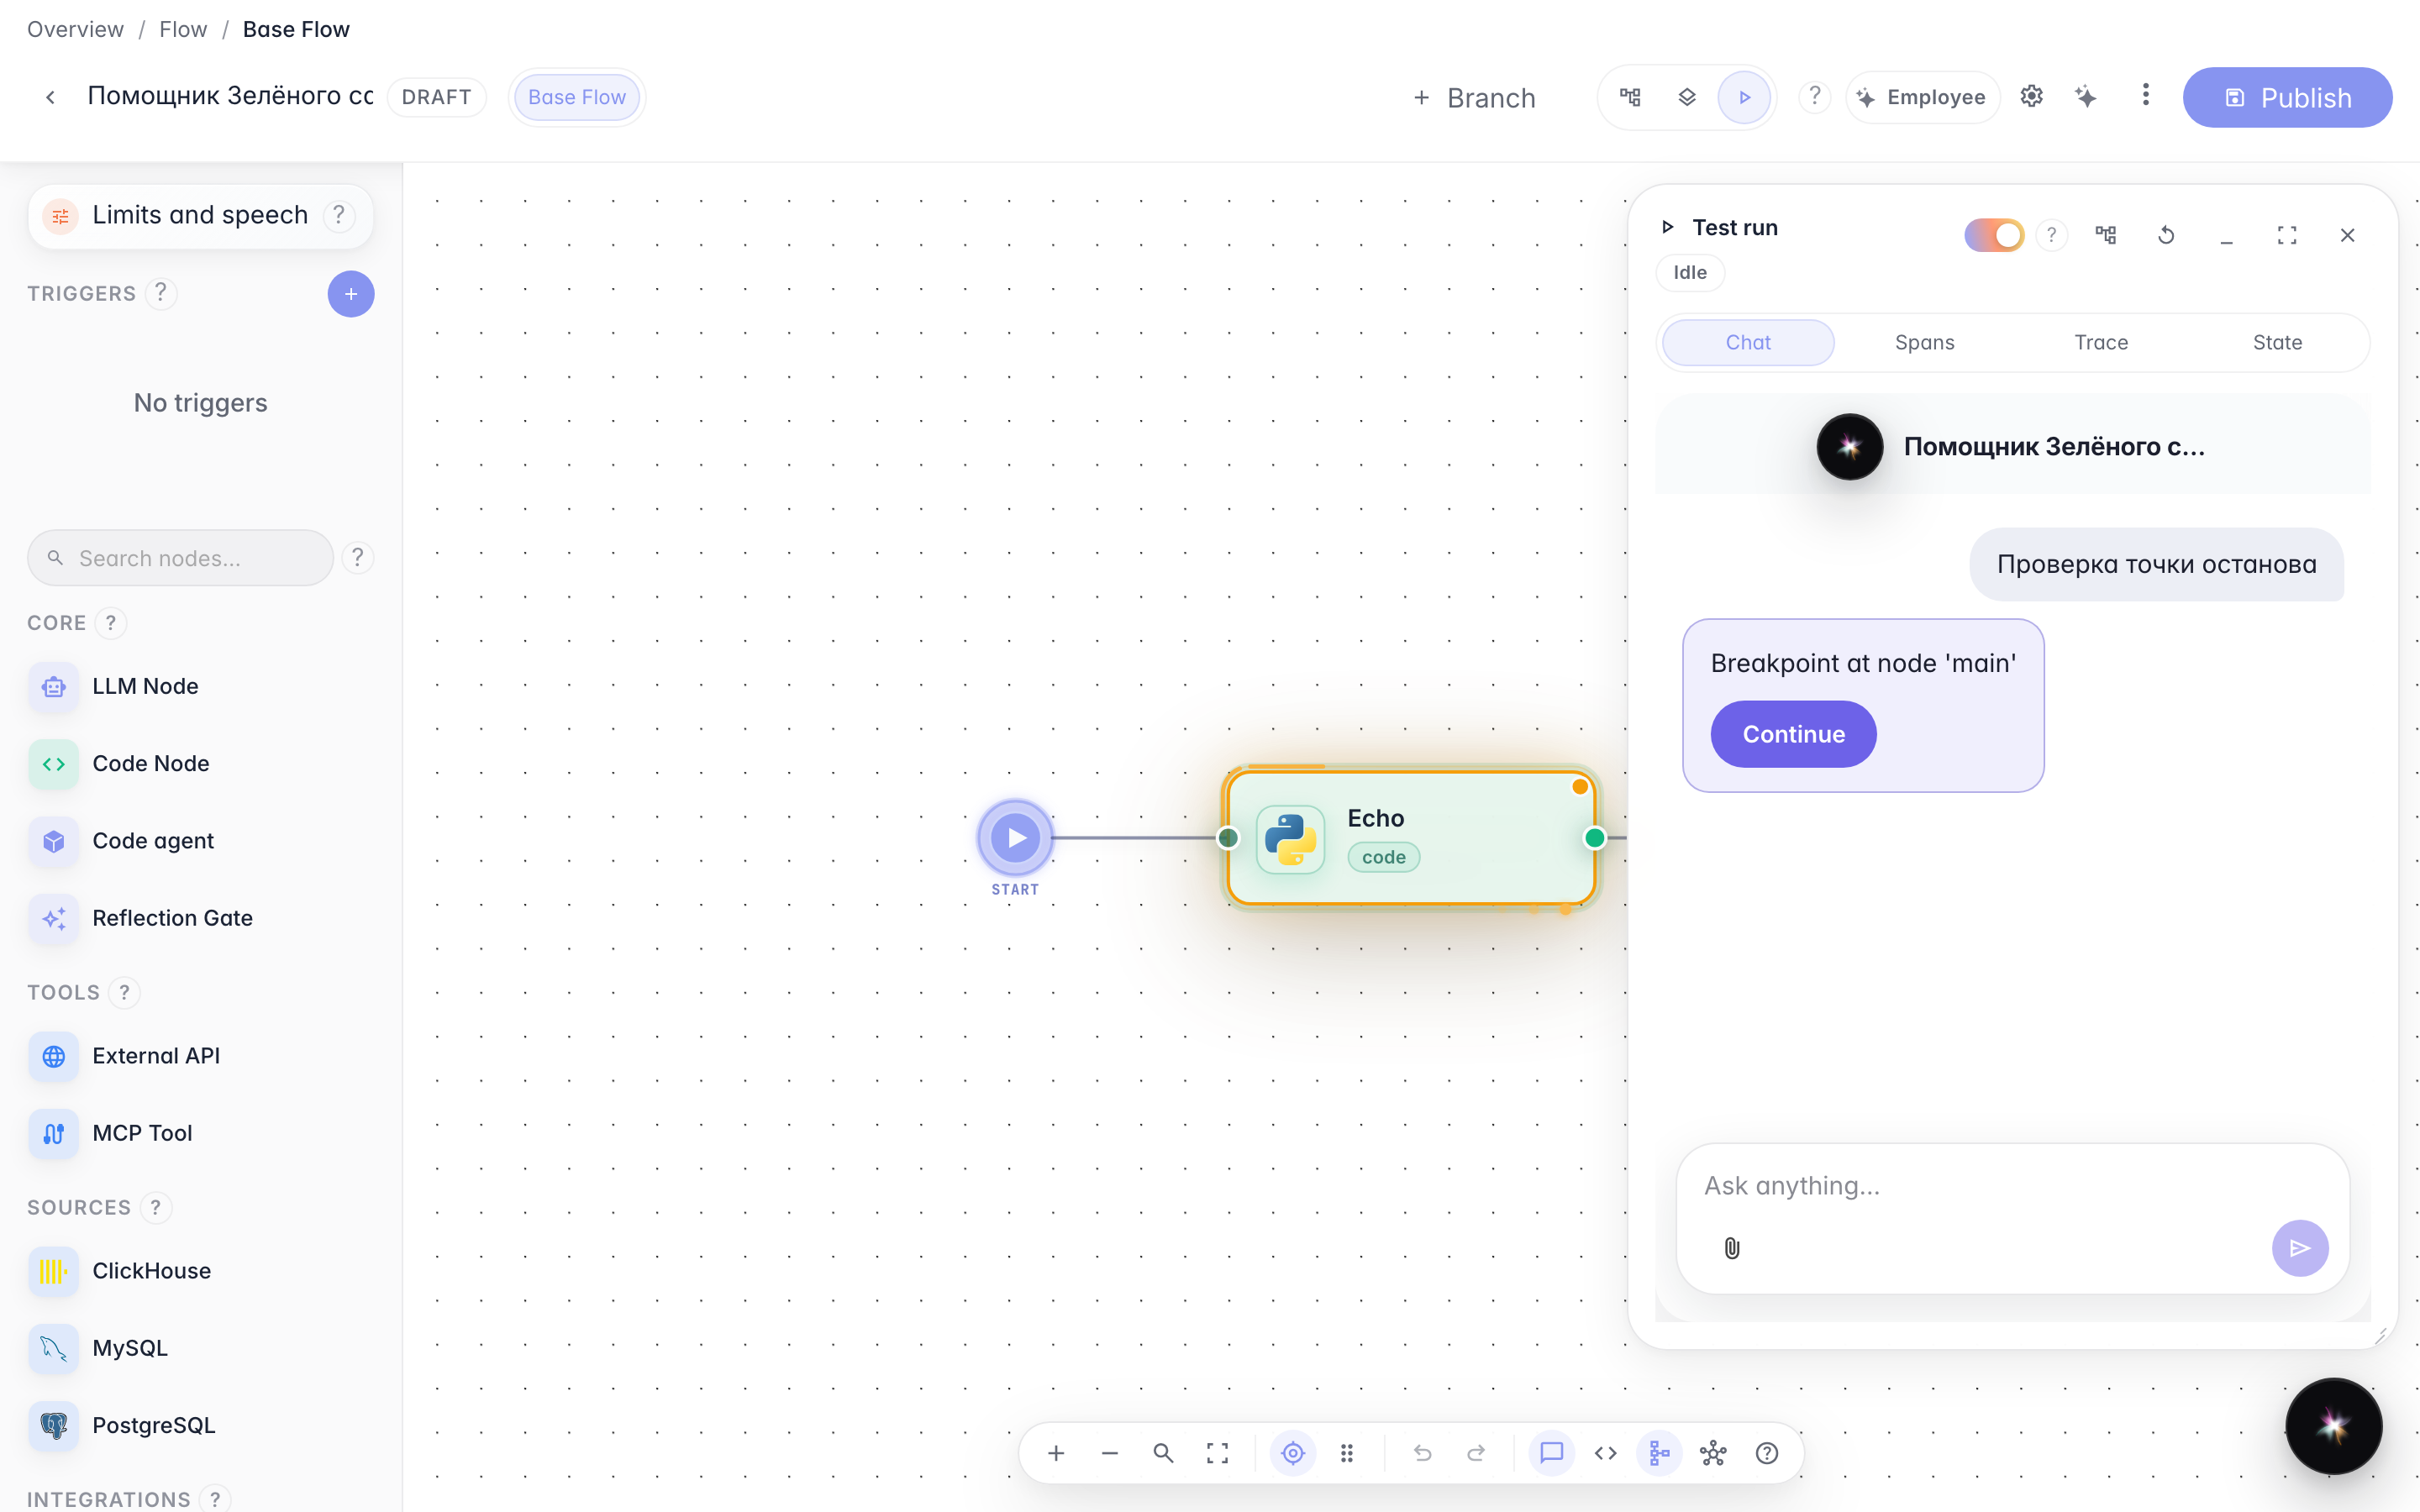 Overview / Flow / Base Flow
Помощник Зелёного са
DRAFT
Base Flow
+ Branch
?
Employee
Publish
Limits and speech ?
TRIGGERS ?
+
No triggers
Search nodes...
?
CORE ?
LLM Node
Code Node
Code agent
Reflection Gate
TOOLS ?
External API
MCP Tool
SOURCES ?
ClickHouse
MySQL
PostgreSQL
INTEGRATIONS ?
START
Echo
code
Test run
?
Idle
Chat
Spans
Trace
State
Помощник Зелёного с...
Проверка точки останова
Breakpoint at node 'main'
Continue
Ask anything...